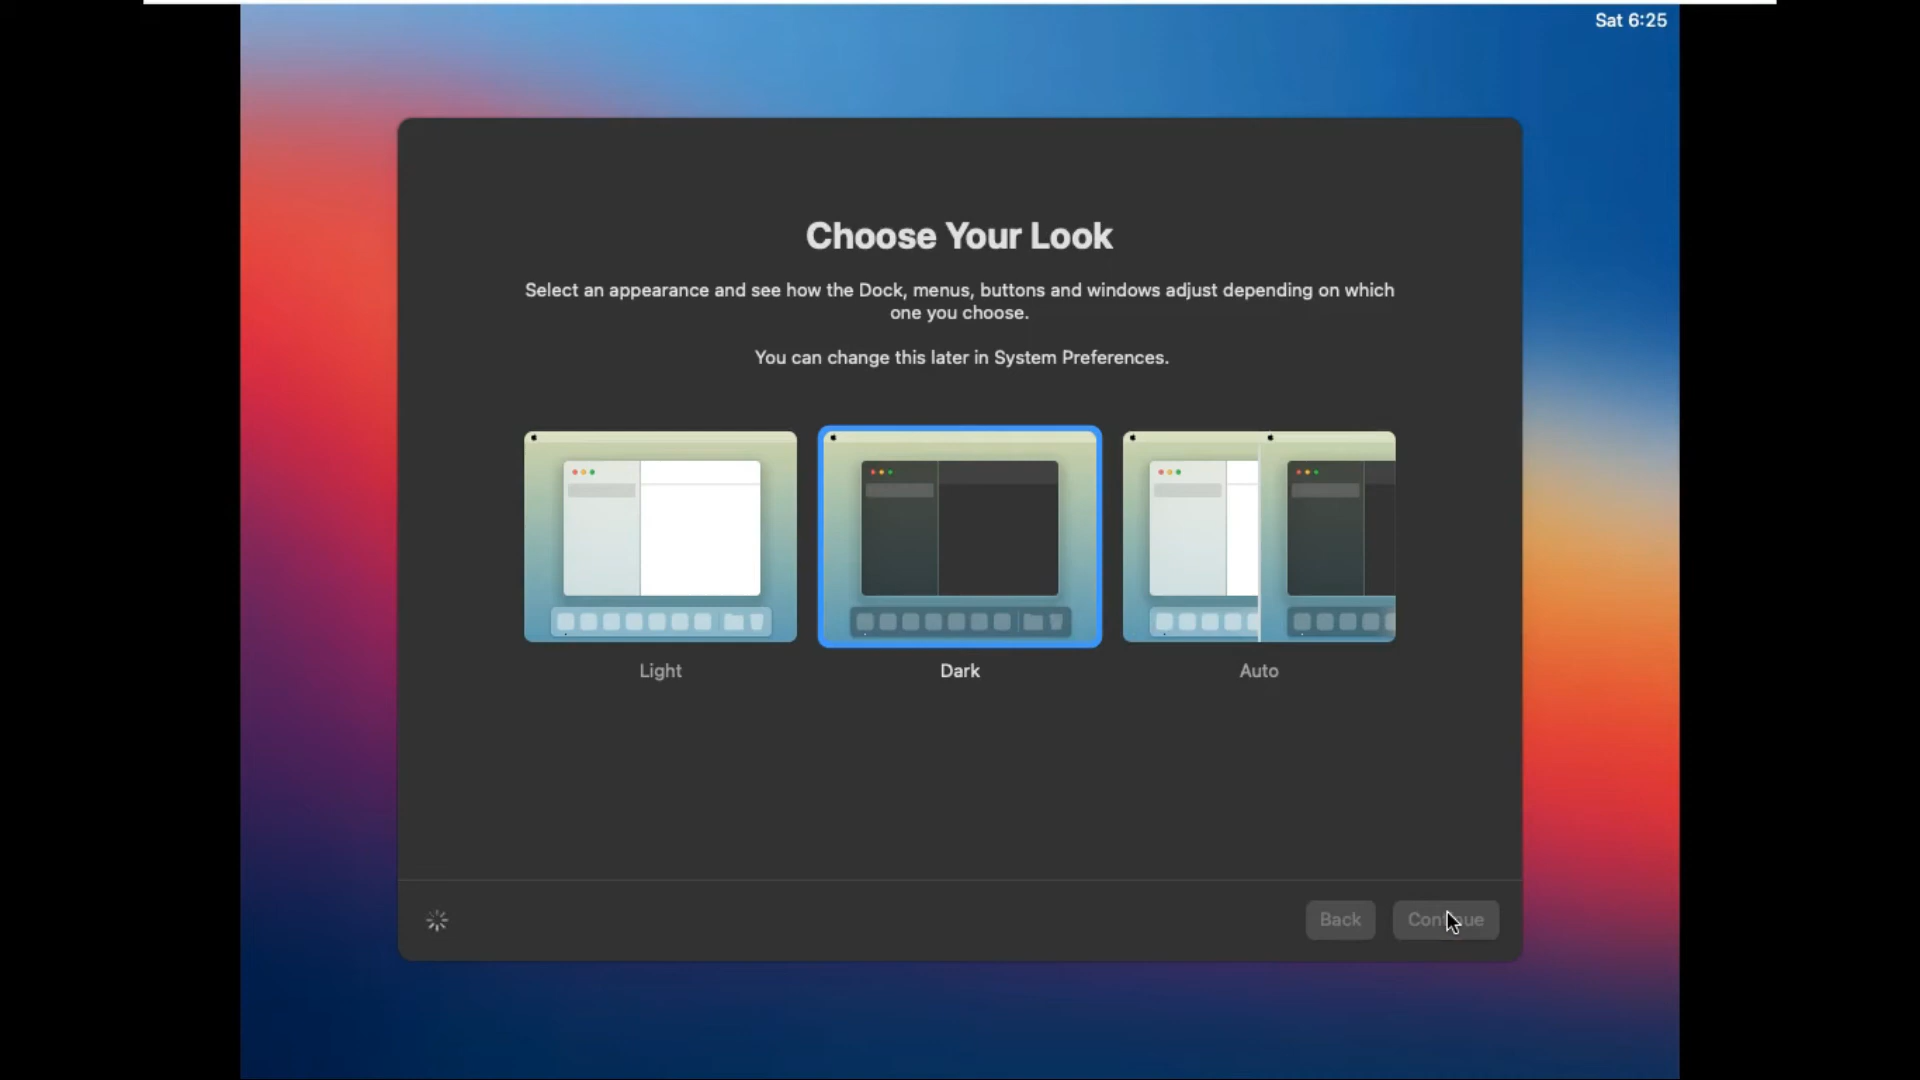 Sat 6:25
Choose Your Look
Select an appearance and see how the Dock, menus, buttons and windows adjust depending on which
one you choose.
You can change this later in System Preferences.
Light
Dark
Auto
Back
Continue